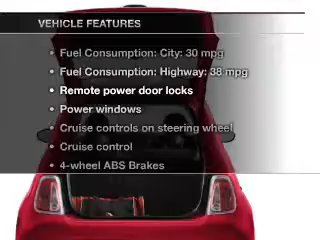 VEHICLE FEATURES
• Fuel Consumption: City: 30 mpg
• Fuel Consumption: Highway: 38 mpg
• Remote power door locks
• Power windows
• Cruise controls on steering wheel
• Cruise control
• 4-wheel ABS Brakes